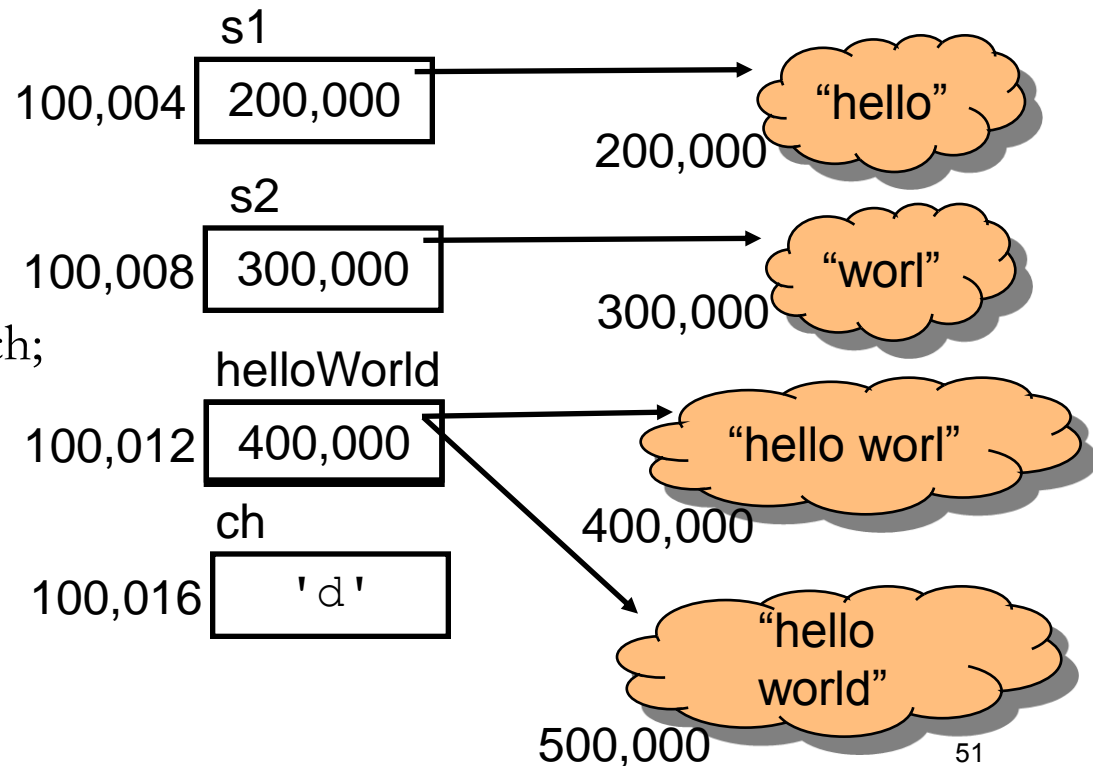 s1
100,004 200,000 “hello”
200,000
s2
100,008 300,000 “worl”
300,000
ch;
helloWorld
100,012 400,000 “hello worl”
400,000
ch
100,016 'd'
“hello
world”
500,000
51